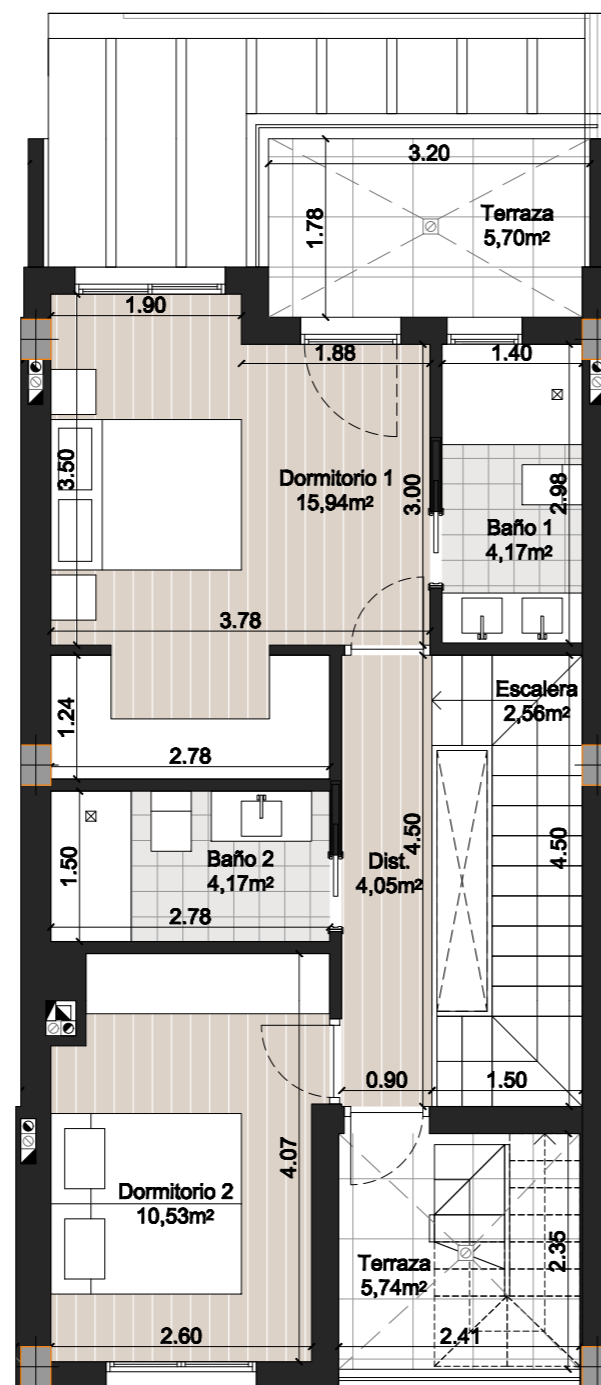 3.20
Terraza
5,70m²
1.78
1.90
1.88
1.40
3.50
Dormitorio 1
15,94m²
3.00
2.98
Baño 1
4,17m²
3.78
Escalera
2,56m²
1.24
2.78
4.50
4.50
1.50
Baño 2
4,17m²
Dist.
4,05m²
2.78
0.90
1.50
4.07
Dormitorio 2
10,53m²
2.35
Terraza
5,74m²
2.60
2.41